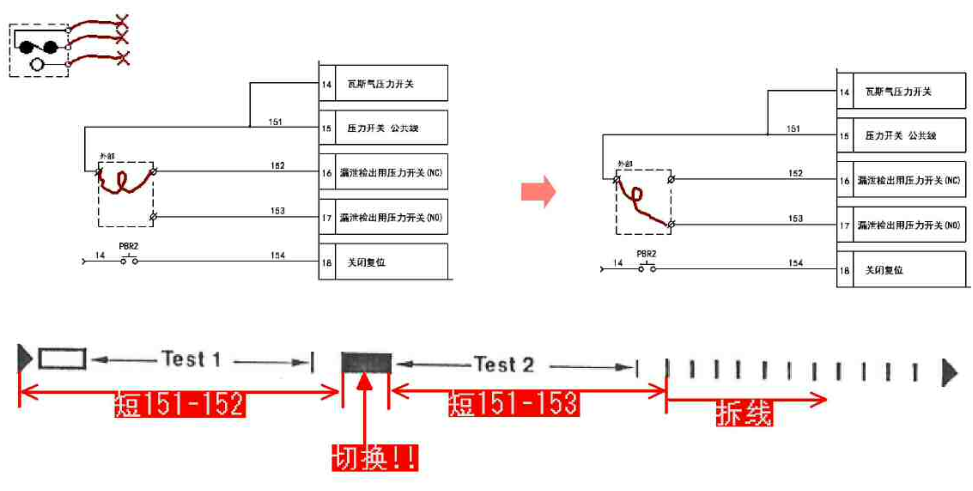 14 瓦斯气压力开关
151 15 压力开关 公共线
外部
152 16 漏泄检出用压力开关(NC)
153 17 漏泄检出用压力开关(NO)
PBR2
14 154 18 关闭复位
14 瓦斯气压力开关
151 15 压力开关 公共线
外部
152 16 漏泄检出用压力开关(NC)
153 17 漏泄检出用压力开关(NO)
PBR2
14 154 18 关闭复位
Test 1
Test 2
短151-152
短151-153
拆线
切换!!